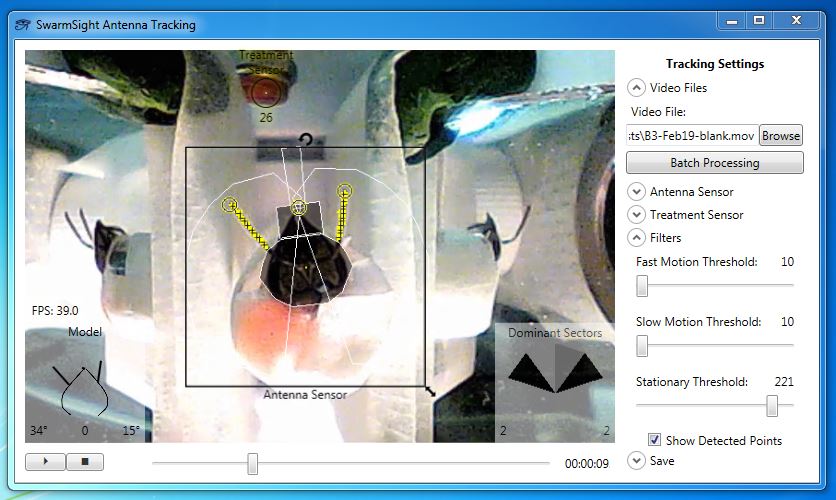 SwarmSight Antenna Tracking
Treatment
Sensor
26
FPS: 39.0
Model
34° 0 15°
Antenna Sensor
Dominant Sectors
2 2
00:00:09
Tracking Settings
Video Files
Video File:
:ts\B3-Feb19-blank.mov Browse
Batch Processing
Antenna Sensor
Treatment Sensor
Filters
Fast Motion Threshold: 10
Slow Motion Threshold: 10
Stationary Threshold: 221
Show Detected Points
Save